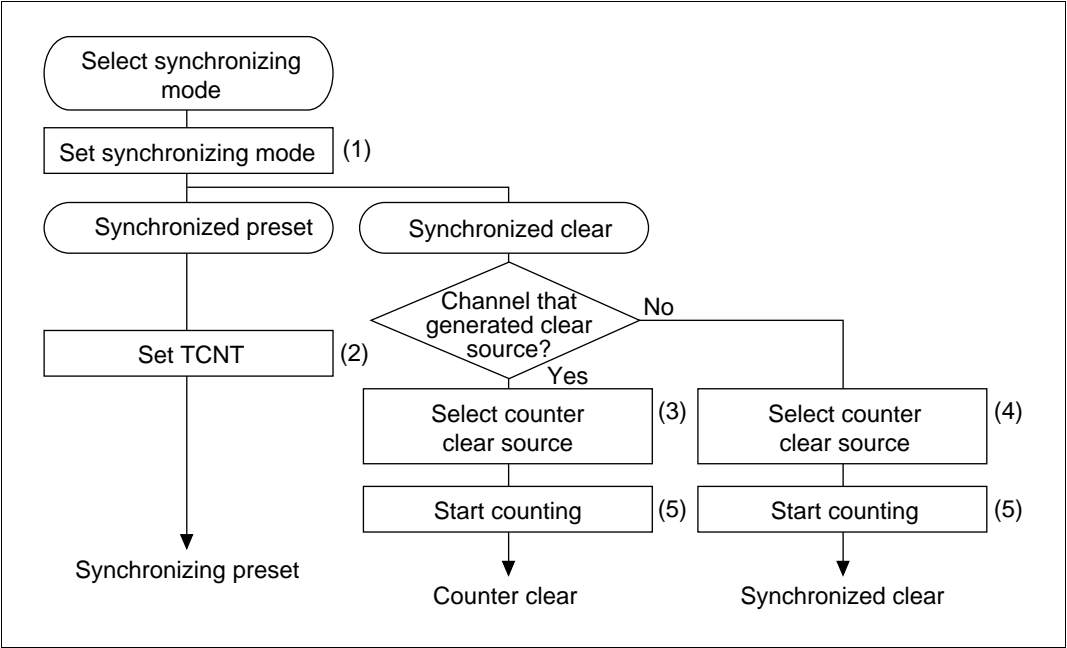 Select synchronizing
mode
Set synchronizing mode (1)
Synchronized preset
Synchronized clear
Channel that
generated clear
source?
No
Yes
Set TCNT (2)
Select counter
clear source
(3)
Select counter
clear source
(4)
Start counting (5)
Start counting (5)
Synchronizing preset
Counter clear
Synchronized clear